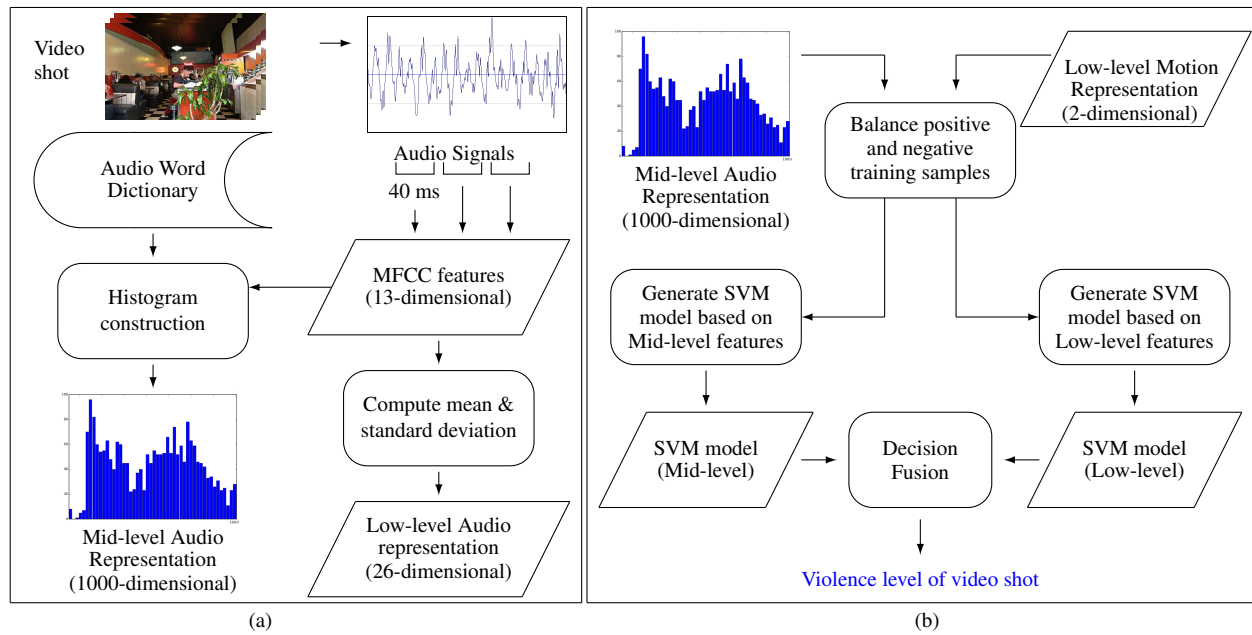 Video
shot
Audio Word
Dictionary
Audio Signals
40 ms
MFCC features
(13-dimensional)
Histogram
construction
Compute mean &
standard deviation
Mid-level Audio
Representation
(1000-dimensional)
Low-level Audio
representation
(26-dimensional)
(a)
Mid-level Audio
Representation
(1000-dimensional)
Low-level Motion
Representation
(2-dimensional)
Balance positive
and negative
training samples
Generate SVM
model based on
Mid-level features
Generate SVM
model based on
Low-level features
SVM model
(Mid-level)
Decision
Fusion
SVM model
(Low-level)
Violence level of video shot
(b)